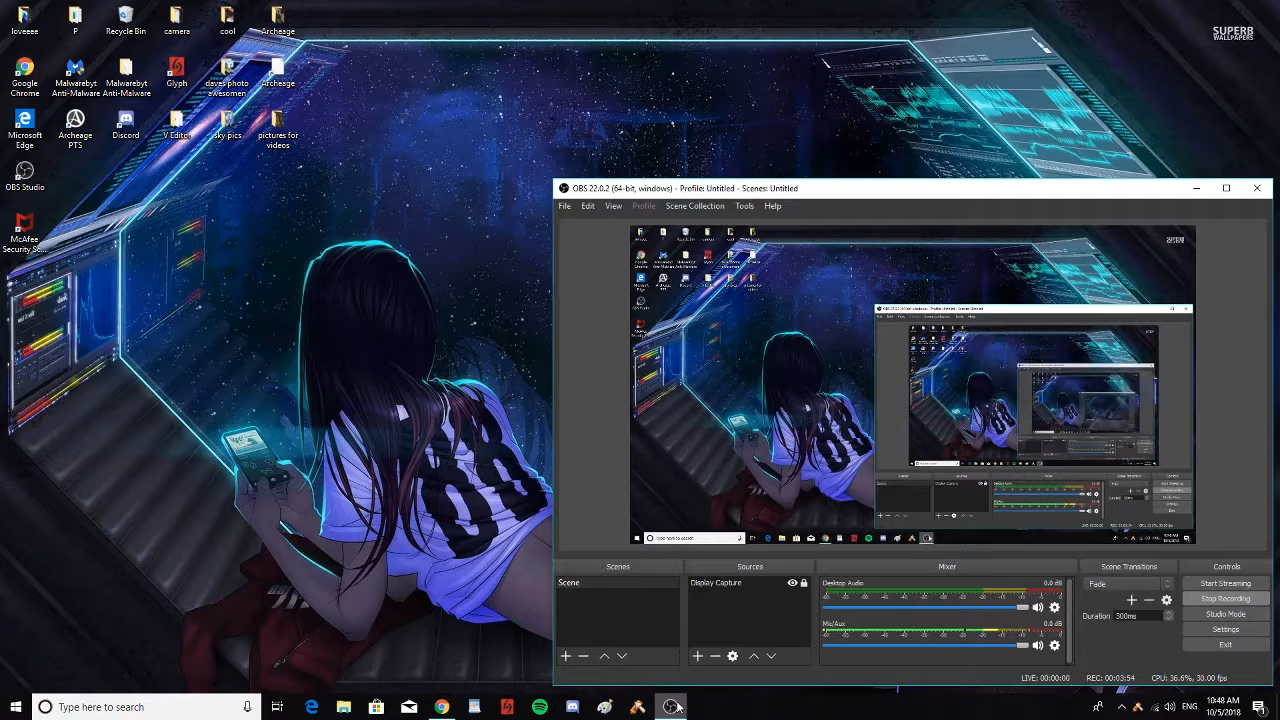 loveee
P
Recycle Bin
camera
cool
Archeage
SUPERB
WALLPAPERS
Google
Chrome
Malwarebyt
Anti-Malware
Malwarebyt
Anti-Malware
Glyph
daves photo
awesomen
Archeage
Microsoft
Edge
Archeage
PTS
Discord
V Editor
sky pics
pictures for
videos
OBS Studio
McAfee
Security Se...
OBS 22.0.2 (64-bit, windows) - Profile: Untitled - Scenes: Untitled
File
Edit
View
Profile
Scene Collection
Tools
Help
Scenes
Sources
Mixer
Scene Transitions
Controls
Scene
Display Capture
Desktop Audio
0.0 dB
Mic/Aux
0.0 dB
Fade
Duration
300ms
Start Streaming
Stop Recording
Studio Mode
Settings
Exit
LIVE: 00:00:00
REC: 00:03:54
CPU: 36.6%, 30.00 fps
Type here to search
ENG
10:48 AM
10/5/2018